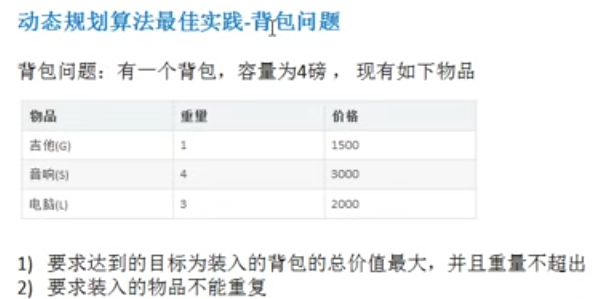 动态规划算法最佳实践-背包问题
背包问题：有一个背包，容量为4磅 ， 现有如下物品
物品 重量 价格
吉他(G) 1 1500
音响(S) 4 3000
电脑(L) 3 2000
1) 要求达到的目标为装入的背包的总价值最大，并且重量不超出
2) 要求装入的物品不能重复